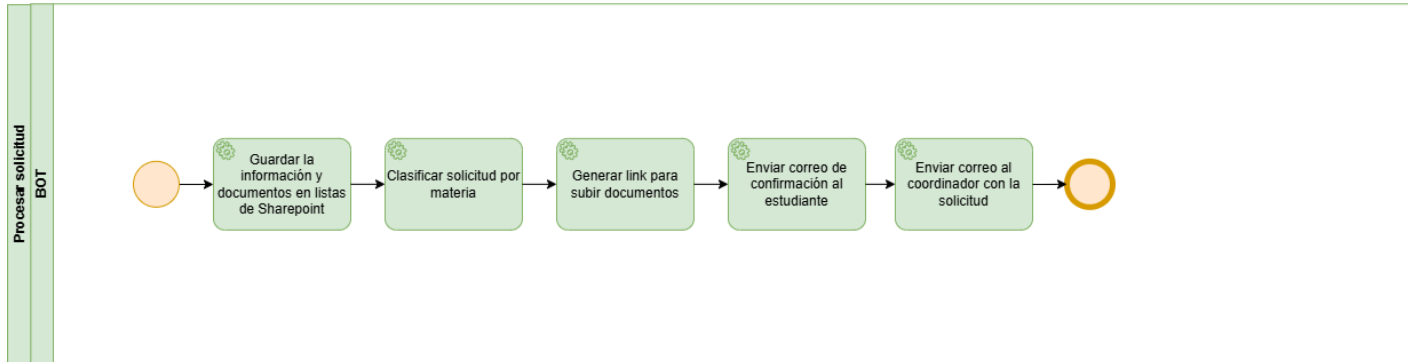 Procesar solicitud
BOT
Guardar la
información y
documentos en listas
de Sharepoint
Clasificar solicitud por
materia
Generar link para
subir documentos
Enviar correo de
confirmación al
estudiante
Enviar correo al
coordinador con la
solicitud